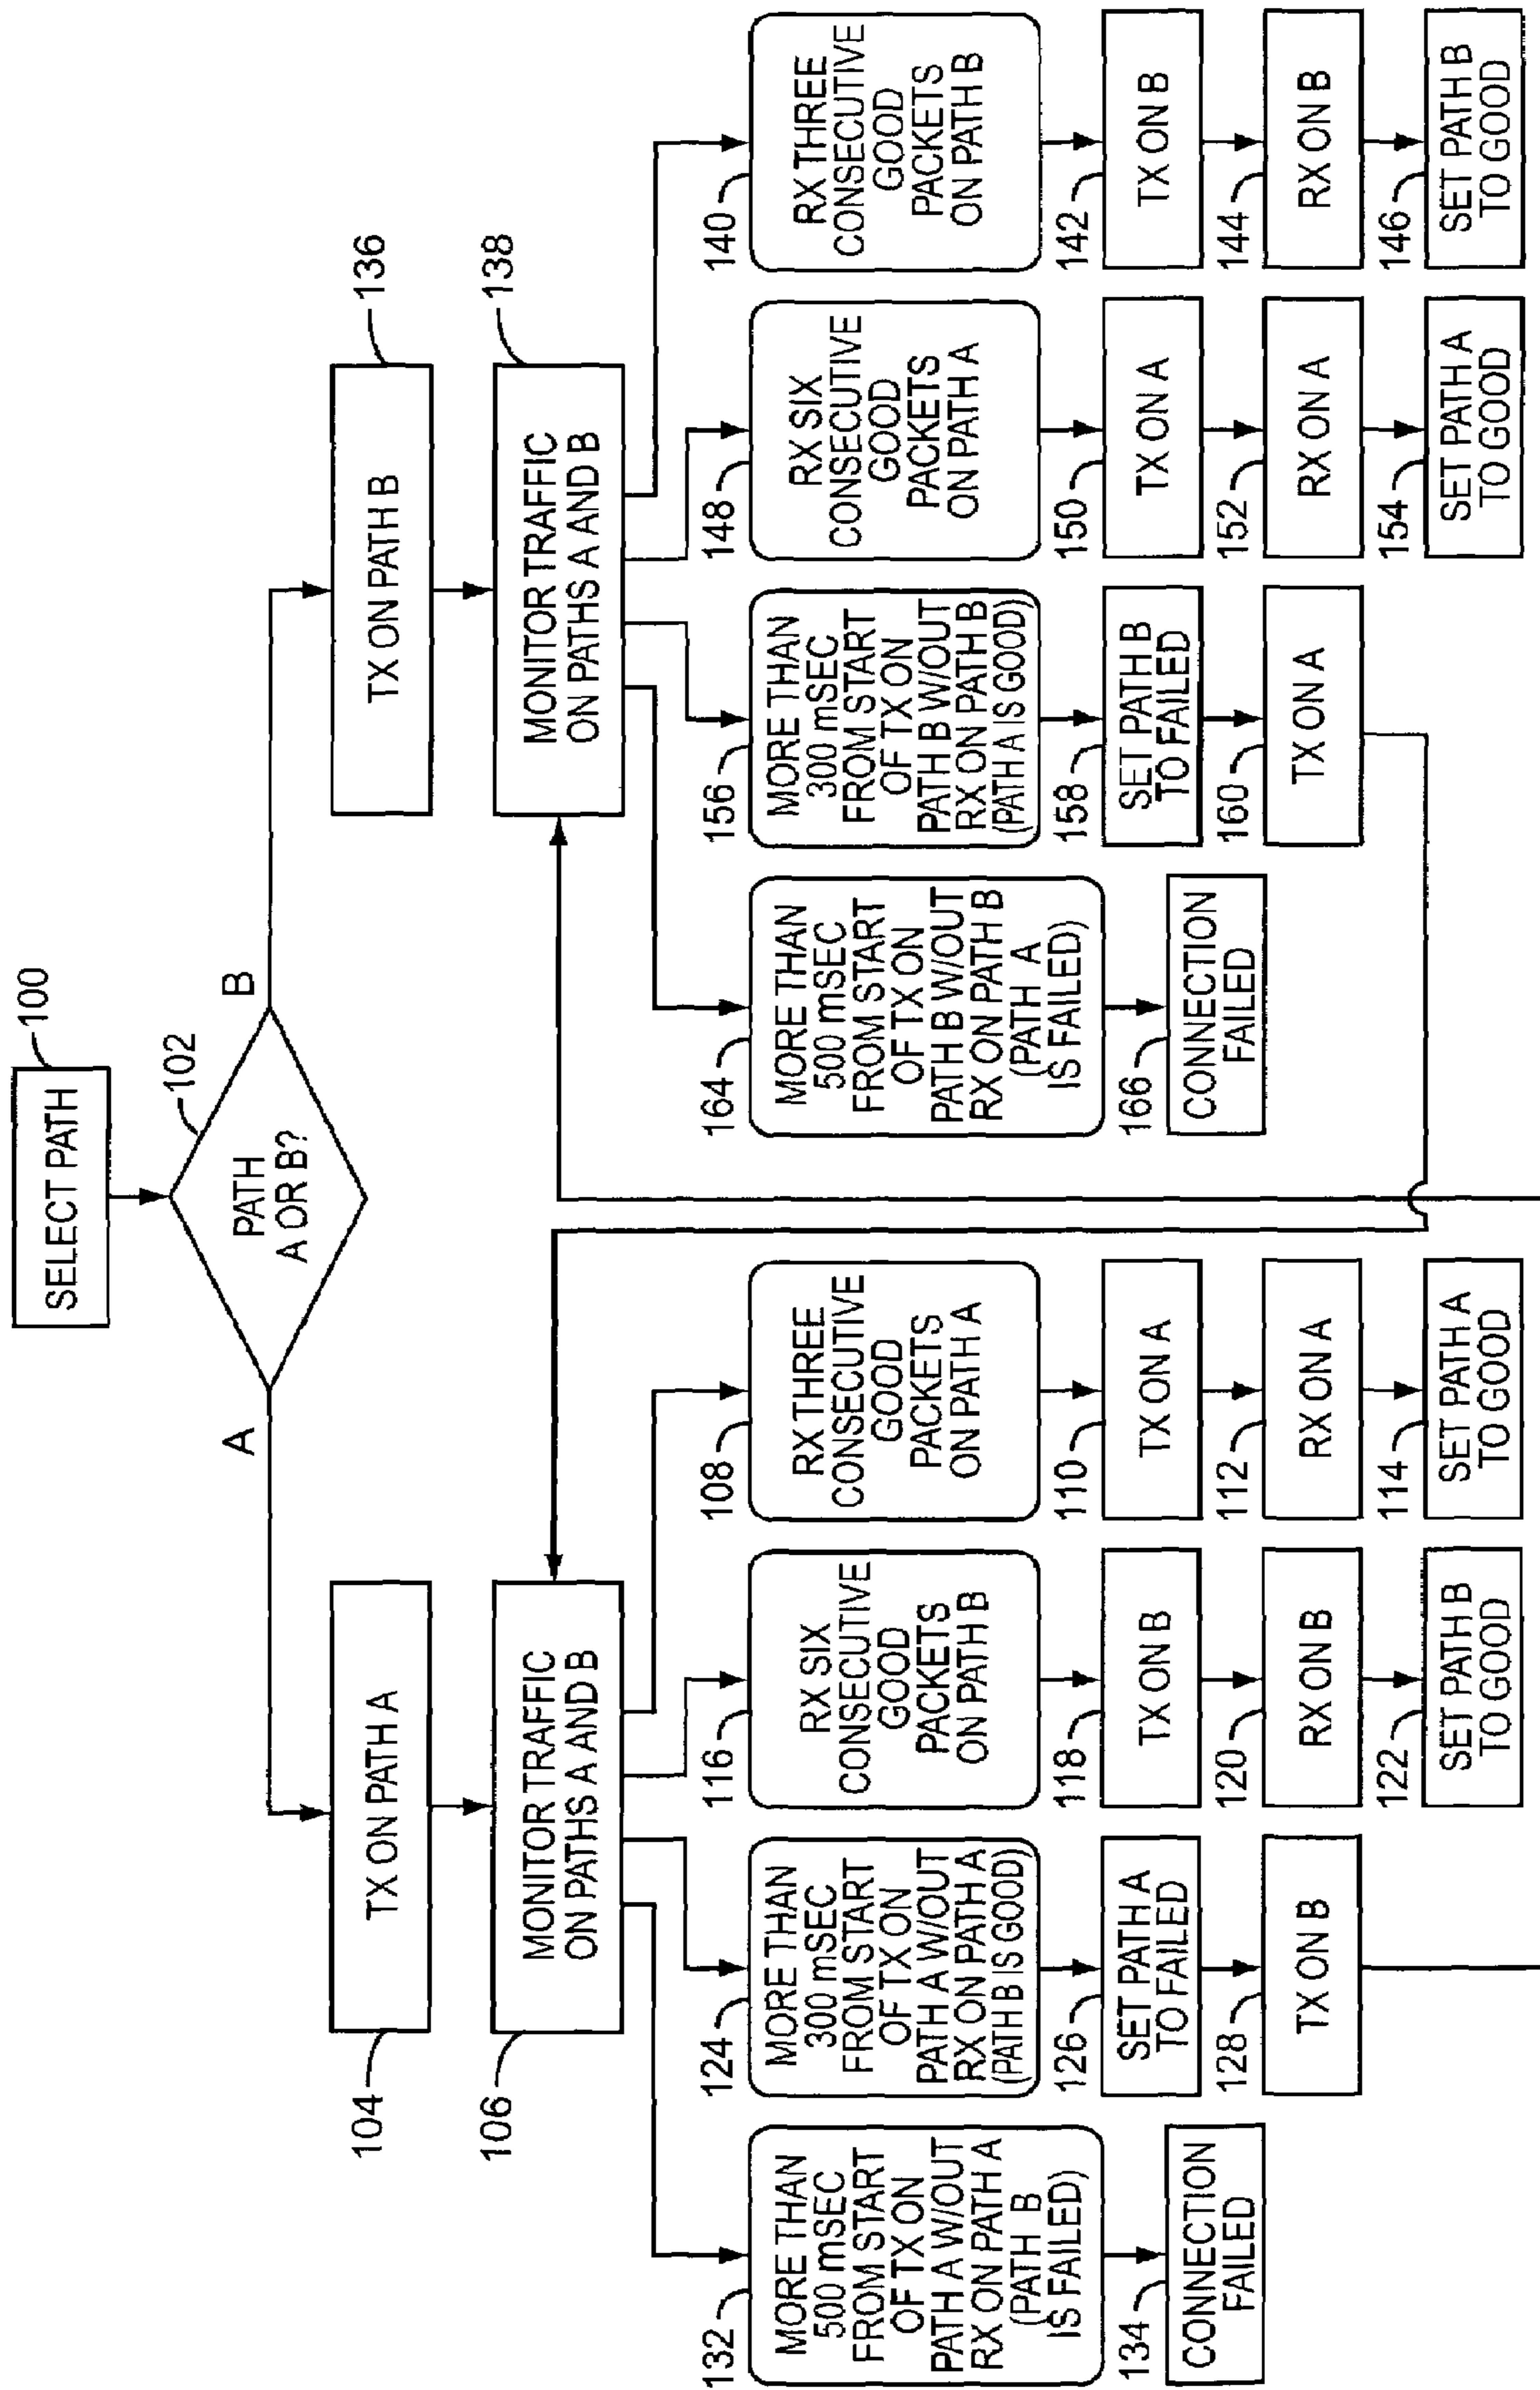 100
SELECT PATH
102
PATH
A OR B?
A
B
104
TX ON PATH A
136
TX ON PATH B
106
MONITOR TRAFFIC
ON PATHS A AND B
138
MONITOR TRAFFIC
ON PATHS A AND B
132
MORE THAN
500 mSEC
FROM START
OF TX ON
PATH A W/OUT
RX ON PATH A
(PATH B
IS FAILED)
134
CONNECTION
FAILED
124
MORE THAN
300 mSEC
FROM START
OF TX ON
PATH A W/OUT
RX ON PATH A
(PATH B IS GOOD)
126
SET PATH A
TO FAILED
128
TX ON B
116
RX SIX
CONSECUTIVE
GOOD
PACKETS
ON PATH B
118
TX ON B
120
RX ON B
122
SET PATH B
TO GOOD
108
RX THREE
CONSECUTIVE
GOOD
PACKETS
ON PATH A
110
TX ON A
112
RX ON A
114
SET PATH A
TO GOOD
164
MORE THAN
500 mSEC
FROM START
OF TX ON
PATH B W/OUT
RX ON PATH B
(PATH A
IS FAILED)
166
CONNECTION
FAILED
156
MORE THAN
300 mSEC
FROM START
OF TX ON
PATH B W/OUT
RX ON PATH B
(PATH A IS GOOD)
158
SET PATH B
TO FAILED
160
TX ON A
148
RX SIX
CONSECUTIVE
GOOD
PACKETS
ON PATH A
150
TX ON A
152
RX ON A
154
SET PATH A
TO GOOD
140
RX THREE
CONSECUTIVE
GOOD
PACKETS
ON PATH B
142
TX ON B
144
RX ON B
146
SET PATH B
TO GOOD